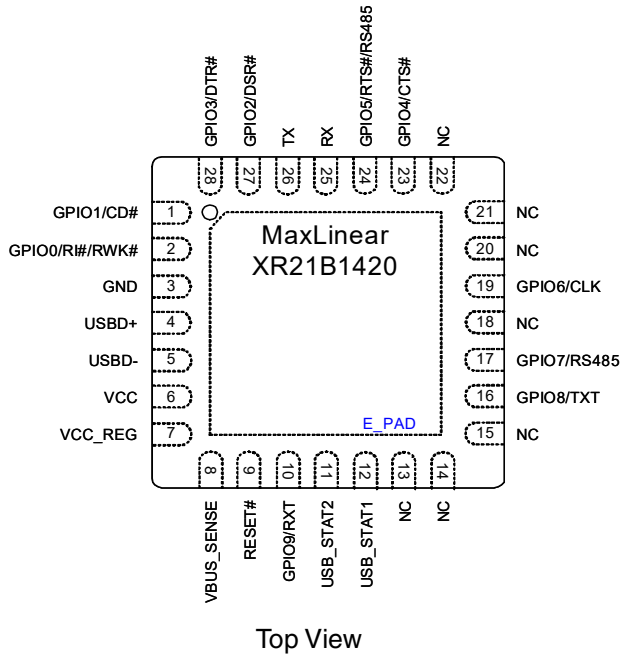 GPIO3/DTR#
GPIO2/DSR#
TX
RX
GPIO5/RTS#/RS485
GPIO4/CTS#
NC
28
27
26
25
24
23
22
GPIO1/CD# 1
GPIO0/RI#/RWK# 2
GND 3
USBD+ 4
USBD- 5
VCC 6
VCC_REG 7
MaxLinear
XR21B1420
E_PAD
21 NC
20 NC
19 GPIO6/CLK
18 NC
17 GPIO7/RS485
16 GPIO8/TXT
15 NC
8
9
10
11
12
13
14
VBUS_SENSE
RESET#
GPIO9/RXT
USB_STAT2
USB_STAT1
NC
NC
Top View